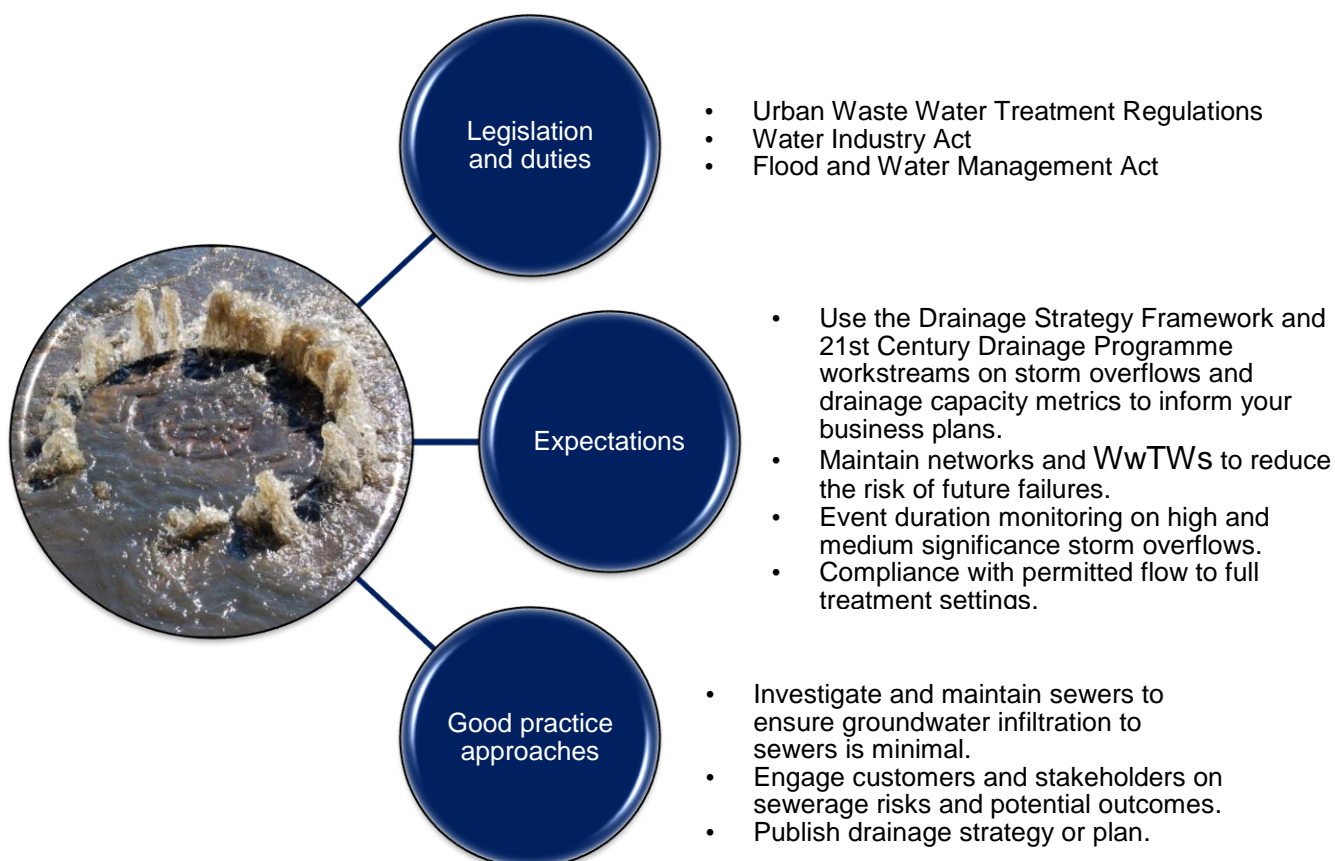 Legislation
and duties
• Urban Waste Water Treatment Regulations
• Water Industry Act
• Flood and Water Management Act
Expectations
• Use the Drainage Strategy Framework and
21st Century Drainage Programme
workstreams on storm overflows and
drainage capacity metrics to inform your
business plans.
• Maintain networks and WwTWs to reduce
the risk of future failures.
• Event duration monitoring on high and
medium significance storm overflows.
• Compliance with permitted flow to full
treatment settings.
Good practice
approaches
• Investigate and maintain sewers to
ensure groundwater infiltration to
sewers is minimal.
• Engage customers and stakeholders on
sewerage risks and potential outcomes.
• Publish drainage strategy or plan.